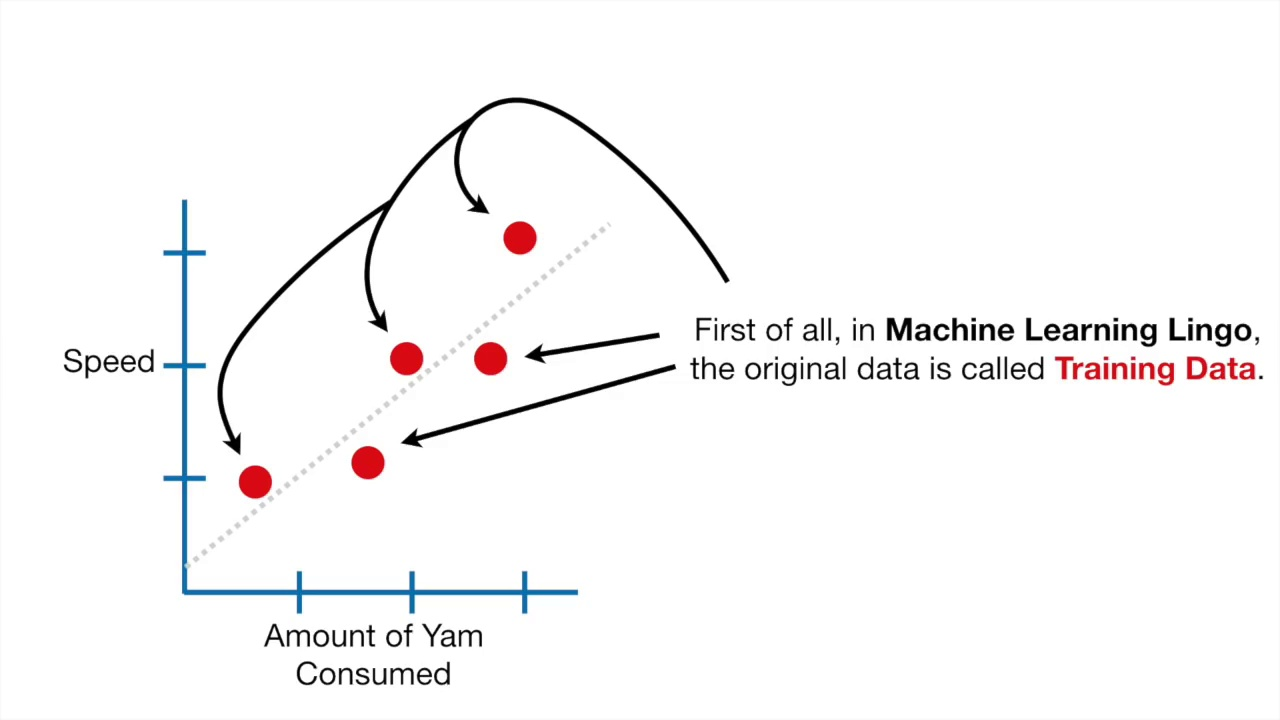 First of all, in Machine Learning Lingo,
the original data is called Training Data.
Speed
Amount of Yam
Consumed